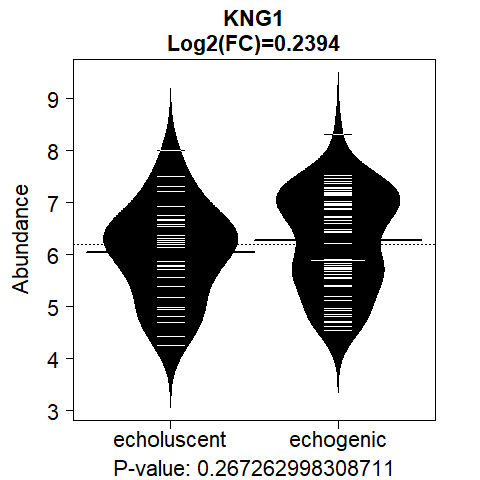 KNG1
Log2(FC)=0.2394
Abundance
9
8
7
6
5
4
3
echoluscent echogenic
P-value: 0.267262998308711